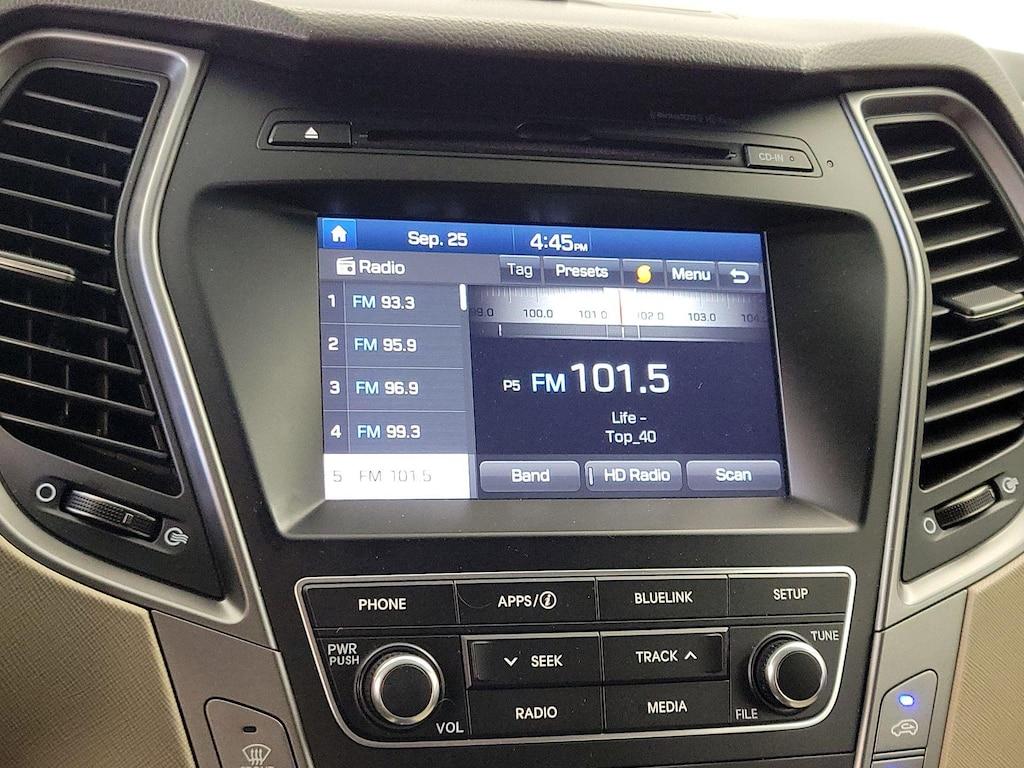 CD-IN
Sep. 25 4:45PM
Radio Tag Presets Menu
1 FM 93.3
2 FM 95.9
3 FM 96.9
4 FM 99.3
5 FM 101.5
99.0 100.0 101.0 102.0 103.0 104
P5 FM 101.5
Life -
Top_40
Band HD Radio Scan
PHONE APPS/i BLUELINK SETUP
PWR
PUSH
VOL
SEEK TRACK
RADIO MEDIA
TUNE
FILE